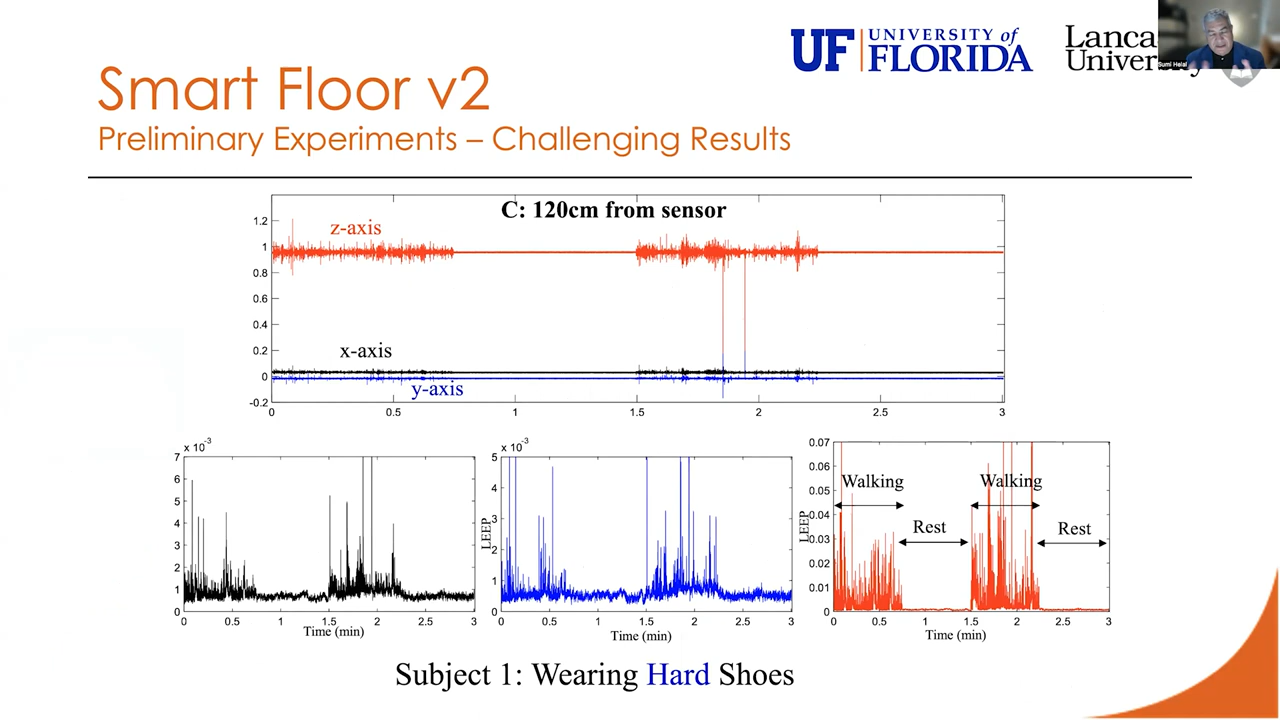 UF UNIVERSITY of FLORIDA
Lanca
University
Sumi Helal
Smart Floor v2
Preliminary Experiments – Challenging Results
C: 120cm from sensor
z-axis
x-axis
y-axis
1.2
1
0.8
0.6
0.4
0.2
0
-0.2
0 0.5 1 1.5 2 2.5 3
x 10⁻³
7
6
5
4
3
2
1
0
0 0.5 1 1.5 2 2.5 3
Time (min)
x 10⁻³
5
4
3
2
1
0
LEEP
0 0.5 1 1.5 2 2.5 3
Time (min)
0.07
0.06
0.05
0.04
0.03
0.02
0.01
0
LEEP
Walking
Walking
Rest
Rest
0 0.5 1 1.5 2 2.5 3
Time (min)
Subject 1: Wearing Hard Shoes